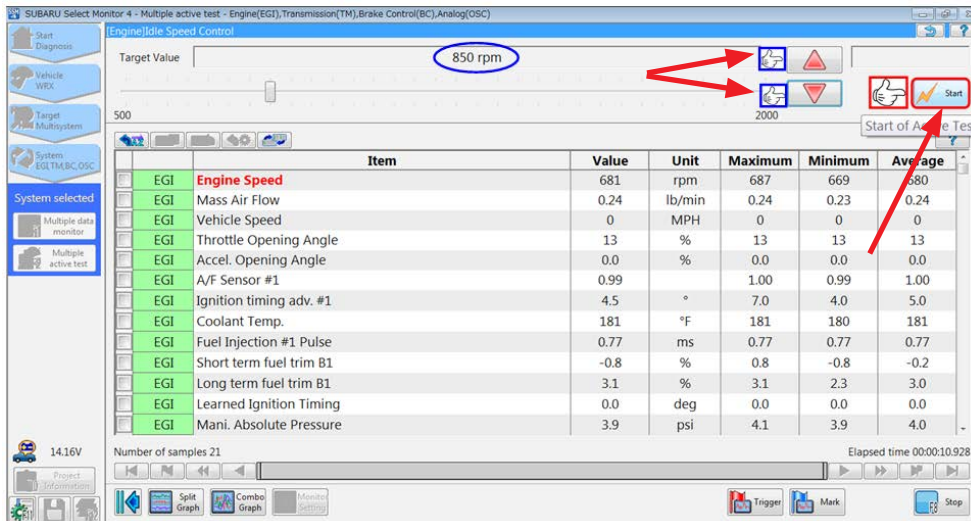 SUBARU Select Monitor 4 - Multiple active test - Engine(EGI),Transmission(TM),Brake Control(BC),Analog(OSC)
Start
Diagnosis
Vehicle
WRX
Target
Multisystem
System
EGI,TM,BC,OSC
System selected
Multiple data
monitor
Multiple
active test
14.16V
Project
Information
[Engine]Idle Speed Control
?
Target Value 850 rpm
Start
500 2000
Start of Active Tes
?
Item Value Unit Maximum Minimum Average
EGI Engine Speed 681 rpm 687 669 680
EGI Mass Air Flow 0.24 lb/min 0.24 0.23 0.24
EGI Vehicle Speed 0 MPH 0 0 0
EGI Throttle Opening Angle 13 % 13 13 13
EGI Accel. Opening Angle 0.0 % 0.0 0.0 0.0
EGI A/F Sensor #1 0.99 1.00 0.99 1.00
EGI Ignition timing adv. #1 4.5 ° 7.0 4.0 5.0
EGI Coolant Temp. 181 °F 181 180 181
EGI Fuel Injection #1 Pulse 0.77 ms 0.77 0.77 0.77
EGI Short term fuel trim B1 -0.8 % 0.8 -0.8 -0.2
EGI Long term fuel trim B1 3.1 % 3.1 2.3 3.0
EGI Learned Ignition Timing 0.0 deg 0.0 0.0 0.0
EGI Mani. Absolute Pressure 3.9 psi 4.1 3.9 4.0
Number of samples 21 Elapsed time 00:00:10.928
Split
Graph
Combo
Graph
Monitor
Setting
Trigger
Mark
F8 Stop